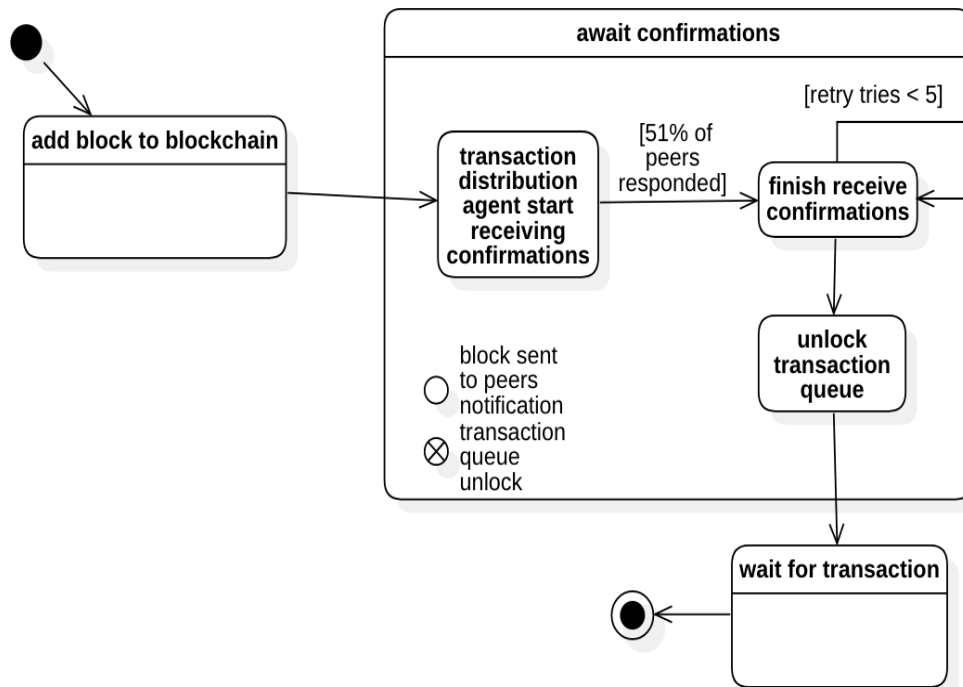 await confirmations
add block to blockchain
[retry tries < 5]
[51% of
peers
responded]
transaction
distribution
agent start
receiving
confirmations
finish receive
confirmations
unlock
transaction
queue
block sent
to peers
notification
transaction
queue
unlock
wait for transaction